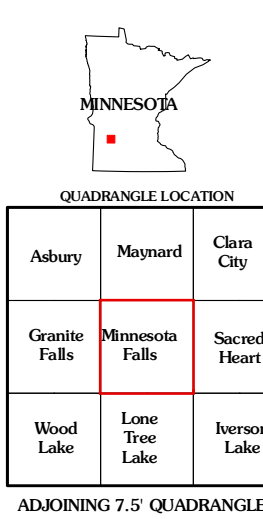 MINNESOTA
QUADRANGLE LOCATION
Asbury
Maynard
Clara
City
Granite
Falls
Minnesota
Falls
Sacred
Heart
Wood
Lake
Lone
Tree
Lake
Iverson
Lake
ADJOINING 7.5' QUADRANGLE